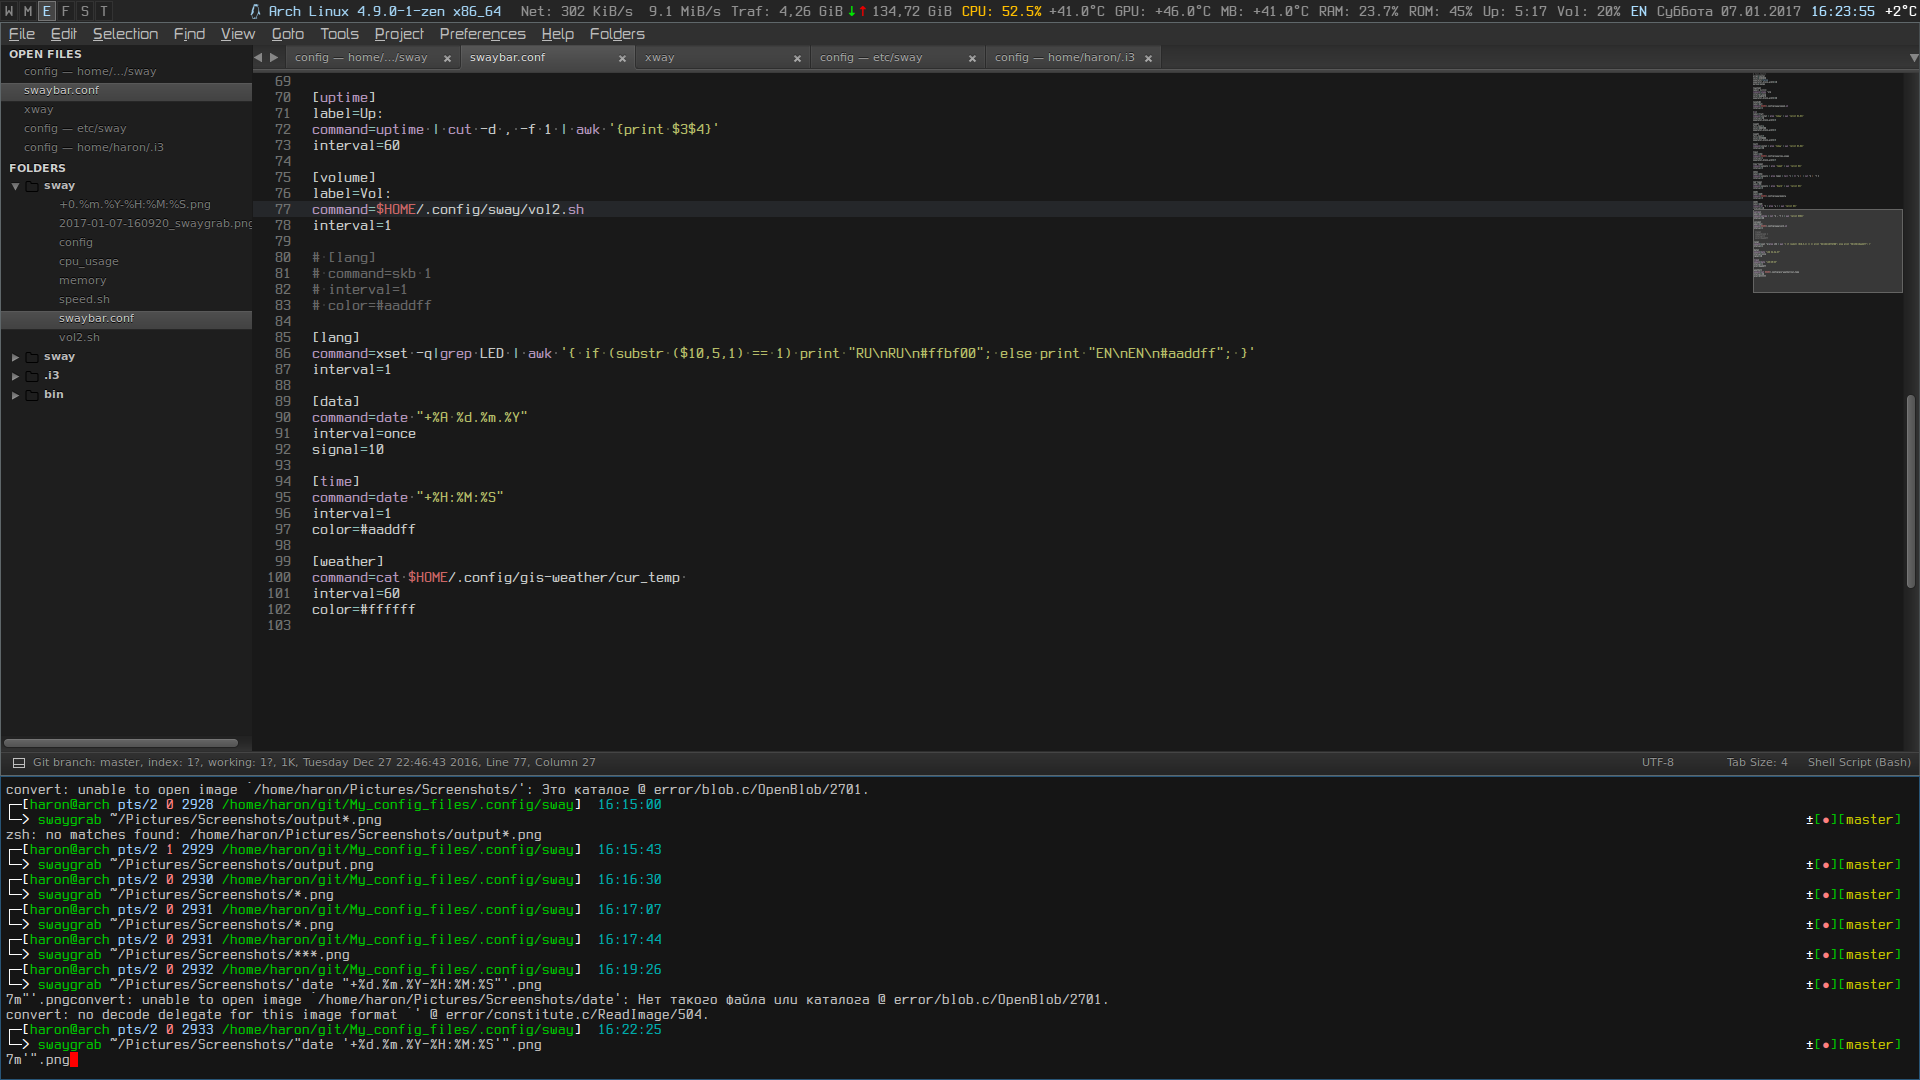 W M E F S T Arch Linux 4.9.0-1-zen x86_64 Net: 302 KiB/s 9.1 MiB/s Traf: 4,26 GiB↓↑134,72 GiB CPU: 52.5% +41.0°C GPU: +46.0°C MB: +41.0°C RAM: 23.7% ROM: 45% Up: 5:17 Vol: 20% EN Суббота 07.01.2017 16:23:55 +2°C
File Edit Selection Find View Goto Tools Project Preferences Help Folders
OPEN FILES
config — home/.../sway
swaybar.conf
xway
config — etc/sway
config — home/haron/.i3
FOLDERS
sway
+0.%m.%Y-%H:%M:%S.png
2017-01-07-160920_swaygrab.png
config
cpu_usage
memory
speed.sh
swaybar.conf
vol2.sh
sway
.i3
bin
config — home/.../sway × swaybar.conf × xway × config — etc/sway × config — home/haron/.i3 ×
69
70 [uptime]
71 label=Up:
72 command=uptime | cut -d , -f 1 | awk '{print $3$4}'
73 interval=60
74
75 [volume]
76 label=Vol:
77 command=$HOME/.config/sway/vol2.sh
78 interval=1
79
80 # [lang]
81 # command=skb 1
82 # interval=1
83 # color=#aaddff
84
85 [lang]
86 command=xset -q|grep LED | awk '{ if (substr ($10,5,1) == 1) print "RU\nRU\n#ffbf00"; else print "EN\nEN\n#aaddff"; }'
87 interval=1
88
89 [data]
90 command=date "+%A %d.%m.%Y"
91 interval=once
92 signal=10
93
94 [time]
95 command=date "+%H:%M:%S"
96 interval=1
97 color=#aaddff
98
99 [weather]
100 command=cat $HOME/.config/gis-weather/cur_temp
101 interval=60
102 color=#ffffff
103
Git branch: master, index: 1?, working: 1?, 1K, Tuesday Dec 27 22:46:43 2016, Line 77, Column 27 UTF-8 Tab Size: 4 Shell Script (Bash)
convert: unable to open image `/home/haron/Pictures/Screenshots/': Это каталог @ error/blob.c/OpenBlob/2701.
┌─[haron@arch pts/2 0 2928 /home/haron/git/My_config_files/.config/sway] 16:15:00
└─> swaygrab ~/Pictures/Screenshots/output*.png ±[●][master]
zsh: no matches found: /home/haron/Pictures/Screenshots/output*.png
┌─[haron@arch pts/2 1 2929 /home/haron/git/My_config_files/.config/sway] 16:15:43
└─> swaygrab ~/Pictures/Screenshots/output.png ±[●][master]
┌─[haron@arch pts/2 0 2930 /home/haron/git/My_config_files/.config/sway] 16:16:30
└─> swaygrab ~/Pictures/Screenshots/*.png ±[●][master]
┌─[haron@arch pts/2 0 2931 /home/haron/git/My_config_files/.config/sway] 16:17:07
└─> swaygrab ~/Pictures/Screenshots/*.png ±[●][master]
┌─[haron@arch pts/2 0 2931 /home/haron/git/My_config_files/.config/sway] 16:17:44
└─> swaygrab ~/Pictures/Screenshots/***.png ±[●][master]
┌─[haron@arch pts/2 0 2932 /home/haron/git/My_config_files/.config/sway] 16:19:26
└─> swaygrab ~/Pictures/Screenshots/'date "+%d.%m.%Y-%H:%M:%S"'.png ±[●][master]
7m"'.pngconvert: unable to open image `/home/haron/Pictures/Screenshots/date': Нет такого файла или каталога @ error/blob.c/OpenBlob/2701.
convert: no decode delegate for this image format `' @ error/constitute.c/ReadImage/504.
┌─[haron@arch pts/2 0 2933 /home/haron/git/My_config_files/.config/sway] 16:22:25
└─> swaygrab ~/Pictures/Screenshots/"date '+%d.%m.%Y-%H:%M:%S'".png ±[●][master]
7m'".png